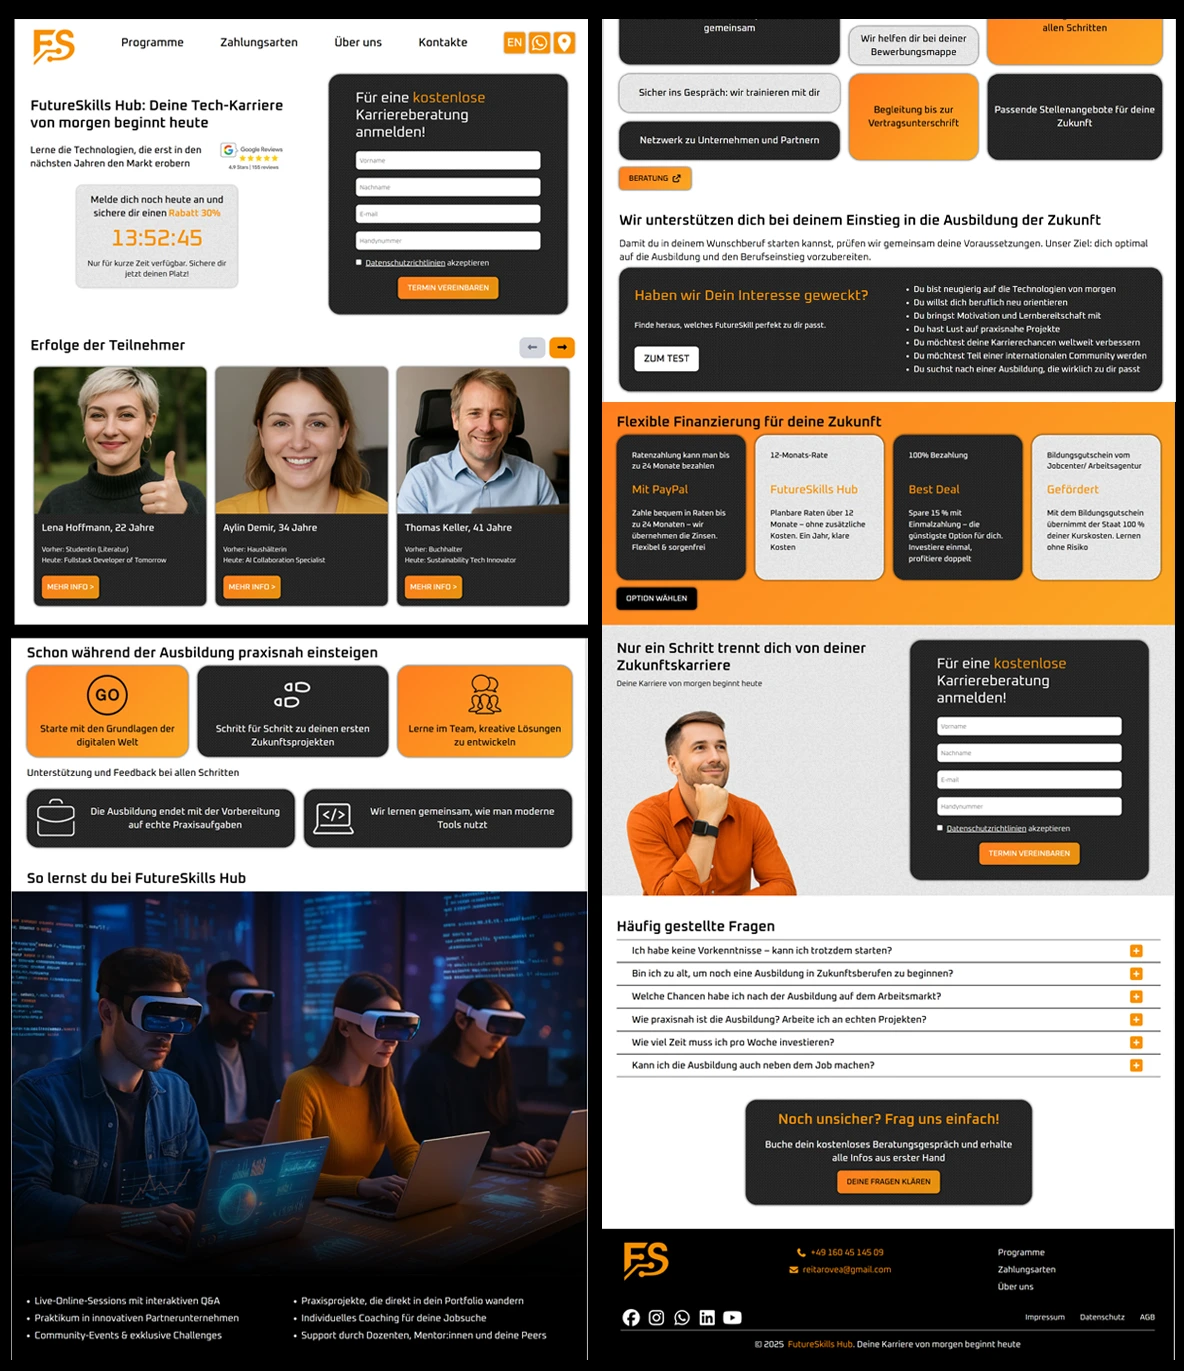 FS
Programme
Zahlungsarten
Über uns
Kontakte
EN
FutureSkills Hub: Deine Tech-Karriere
von morgen beginnt heute
Lerne die Technologien, die erst in den
nächsten Jahren den Markt erobern
Google Reviews
4.9 Stars | 155 reviews
Melde dich noch heute an und
sichere dir einen Rabatt 30%
13:52:45
Nur für kurze Zeit verfügbar. Sichere dir
jetzt deinen Platz!
Für eine kostenlose
Karriereberatung
anmelden!
Vorname
Nachname
E-mail
Handynummer
Datenschutzrichtlinien akzeptieren
TERMIN VEREINBAREN
Erfolge der Teilnehmer
Lena Hoffmann, 22 Jahre
Vorher: Studentin (Literatur)
Heute: Fullstack Developer of Tomorrow
MEHR INFO >
Aylin Demir, 34 Jahre
Vorher: Haushälterin
Heute: AI Collaboration Specialist
MEHR INFO >
Thomas Keller, 41 Jahre
Vorher: Buchhalter
Heute: Sustainability Tech Innovator
MEHR INFO >
Schon während der Ausbildung praxisnah einsteigen
GO
Starte mit den Grundlagen der
digitalen Welt
Schritt für Schritt zu deinen ersten
Zukunftsprojekten
Lerne im Team, kreative Lösungen
zu entwickeln
Unterstützung und Feedback bei allen Schritten
Die Ausbildung endet mit der Vorbereitung
auf echte Praxisaufgaben
</>
Wir lernen gemeinsam, wie man moderne
Tools nutzt
So lernst du bei FutureSkills Hub
• Live-Online-Sessions mit interaktiven Q&A
• Praktikum in innovativen Partnerunternehmen
• Community-Events & exklusive Challenges
• Praxisprojekte, die direkt in dein Portfolio wandern
• Individuelles Coaching für deine Jobsuche
• Support durch Dozenten, Mentor:innen und deine Peers
gemeinsam
Wir helfen dir bei deiner
Bewerbungsmappe
allen Schritten
Sicher ins Gespräch: wir trainieren mit dir
Netzwerk zu Unternehmen und Partnern
Begleitung bis zur
Vertragsunterschrift
Passende Stellenangebote für deine
Zukunft
BERATUNG
Wir unterstützen dich bei deinem Einstieg in die Ausbildung der Zukunft
Damit du in deinem Wunschberuf starten kannst, prüfen wir gemeinsam deine Voraussetzungen. Unser Ziel: dich optimal
auf die Ausbildung und den Berufseinstieg vorzubereiten.
Haben wir Dein Interesse geweckt?
Finde heraus, welches FutureSkill perfekt zu dir passt.
ZUM TEST
• Du bist neugierig auf die Technologien von morgen
• Du willst dich beruflich neu orientieren
• Du bringst Motivation und Lernbereitschaft mit
• Du hast Lust auf praxisnahe Projekte
• Du möchtest deine Karrierechancen weltweit verbessern
• Du möchtest Teil einer internationalen Community werden
• Du suchst nach einer Ausbildung, die wirklich zu dir passt
Flexible Finanzierung für deine Zukunft
Ratenzahlung kann man bis
zu 24 Monate bezahlen
Mit PayPal
Zahle bequem in Raten bis
zu 24 Monaten – wir
übernehmen die Zinsen.
Flexibel & sorgenfrei
12-Monats-Rate
FutureSkills Hub
Planbare Raten über 12
Monate – ohne zusätzliche
Kosten. Ein Jahr, klare
Kosten
100% Bezahlung
Best Deal
Spare 15 % mit
Einmalzahlung – die
günstigste Option für dich.
Investiere einmal,
profitiere doppelt
Bildungsgutschein vom
Jobcenter/ Arbeitsagentur
Gefördert
Mit dem Bildungsgutschein
übernimmt der Staat 100 %
deiner Kurskosten. Lernen
ohne Risiko
OPTION WÄHLEN
Nur ein Schritt trennt dich von deiner
Zukunftskarriere
Deine Karriere von morgen beginnt heute
Für eine kostenlose
Karriereberatung
anmelden!
Vorname
Nachname
E-mail
Handynummer
Datenschutzrichtlinien akzeptieren
TERMIN VEREINBAREN
Häufig gestellte Fragen
Ich habe keine Vorkenntnisse – kann ich trotzdem starten?
Bin ich zu alt, um noch eine Ausbildung in Zukunftsberufen zu beginnen?
Welche Chancen habe ich nach der Ausbildung auf dem Arbeitsmarkt?
Wie praxisnah ist die Ausbildung? Arbeite ich an echten Projekten?
Wie viel Zeit muss ich pro Woche investieren?
Kann ich die Ausbildung auch neben dem Job machen?
Noch unsicher? Frag uns einfach!
Buche dein kostenloses Beratungsgespräch und erhalte
alle Infos aus erster Hand
DEINE FRAGEN KLÄREN
FS
+49 160 45 145 09
reitarovea@gmail.com
Programme
Zahlungsarten
Über uns
Impressum
Datenschutz
AGB
© 2025 FutureSkills Hub. Deine Karriere von morgen beginnt heute